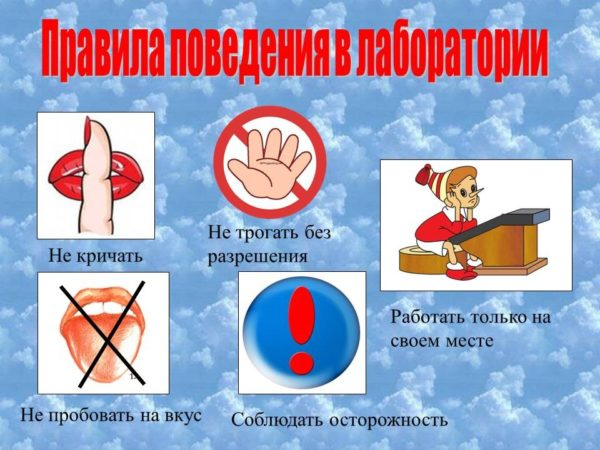 Правила поведения в лаборатории
Не кричать
Не трогать без
разрешения
Работать только на
своем месте
Не пробовать на вкус
Соблюдать осторожность